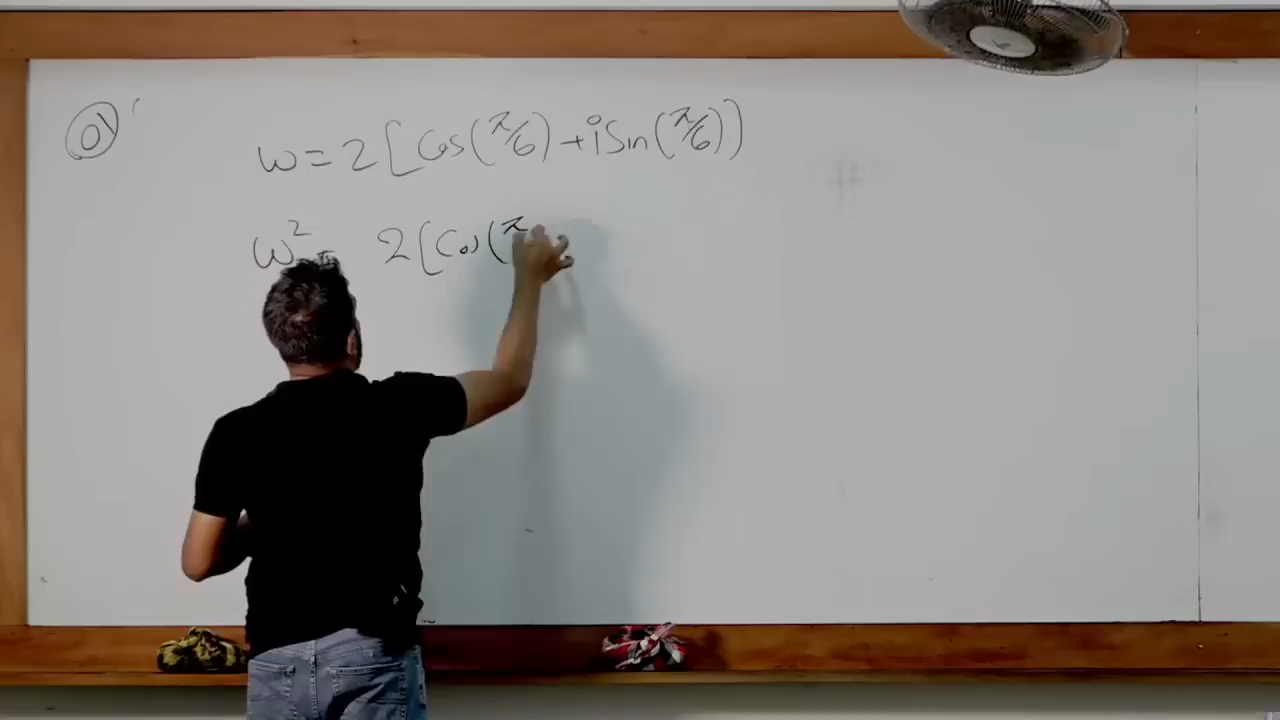 01
w = 2 [Cos(π/6) + i Sin(π/6)]
w² = 2 [Cos(π